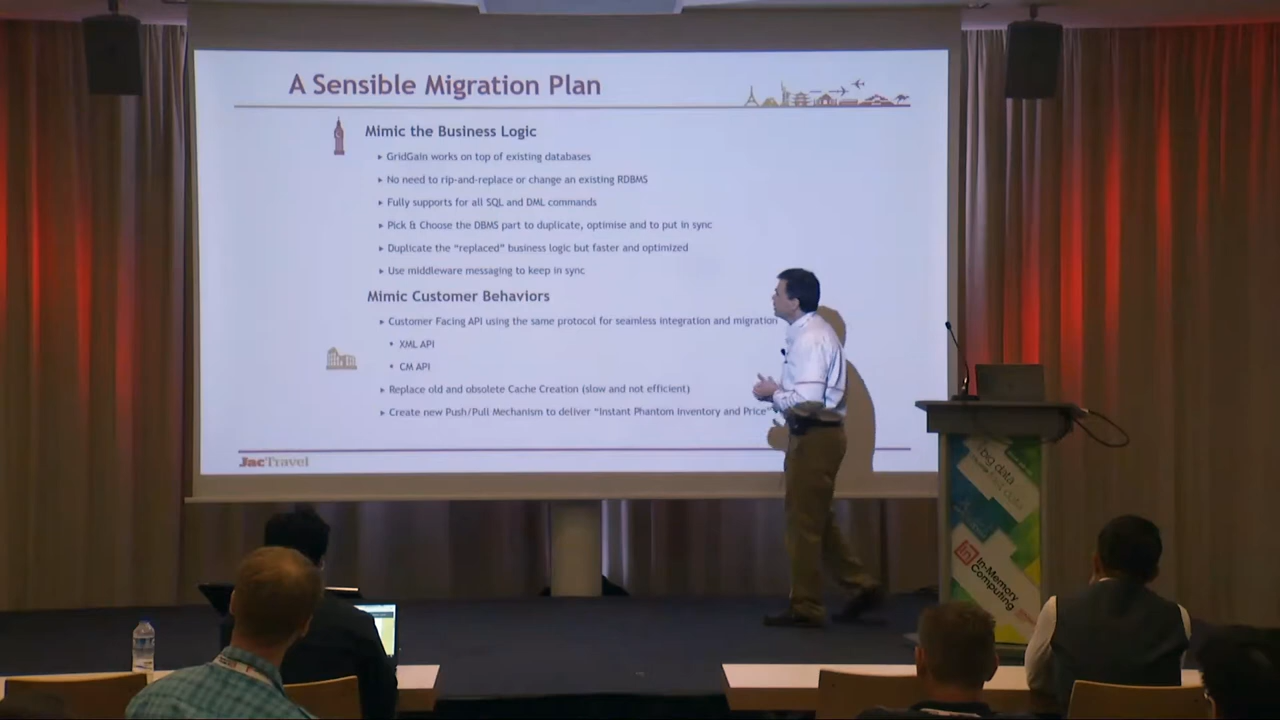 A Sensible Migration Plan
Mimic the Business Logic
▸ GridGain works on top of existing databases
▸ No need to rip-and-replace or change an existing RDBMS
▸ Fully supports for all SQL and DML commands
▸ Pick & Choose the DBMS part to duplicate, optimise and to put in sync
▸ Duplicate the “replaced” business logic but faster and optimized
▸ Use middleware messaging to keep in sync
Mimic Customer Behaviors
▸ Customer Facing API using the same protocol for seamless integration and migration
• XML API
• CM API
▸ Replace old and obsolete Cache Creation (slow and not efficient)
▸ Create new Push/Pull Mechanism to deliver “Instant Phantom Inventory and Price”
JacTravel
big data
In-Memory
Computing